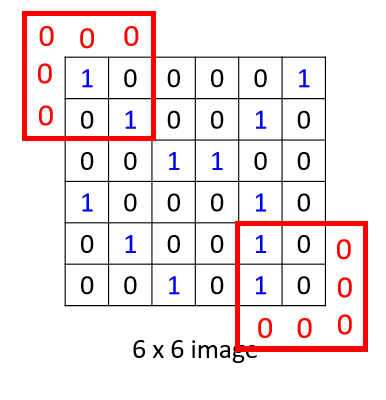 0 0 0
0 1 0 0 0 0 1
0 0 1 0 0 1 0
0 0 1 1 0 0
1 0 0 0 1 0
0 1 0 0 1 0 0
0 0 1 0 1 0 0
0 0 0
6 x 6 image